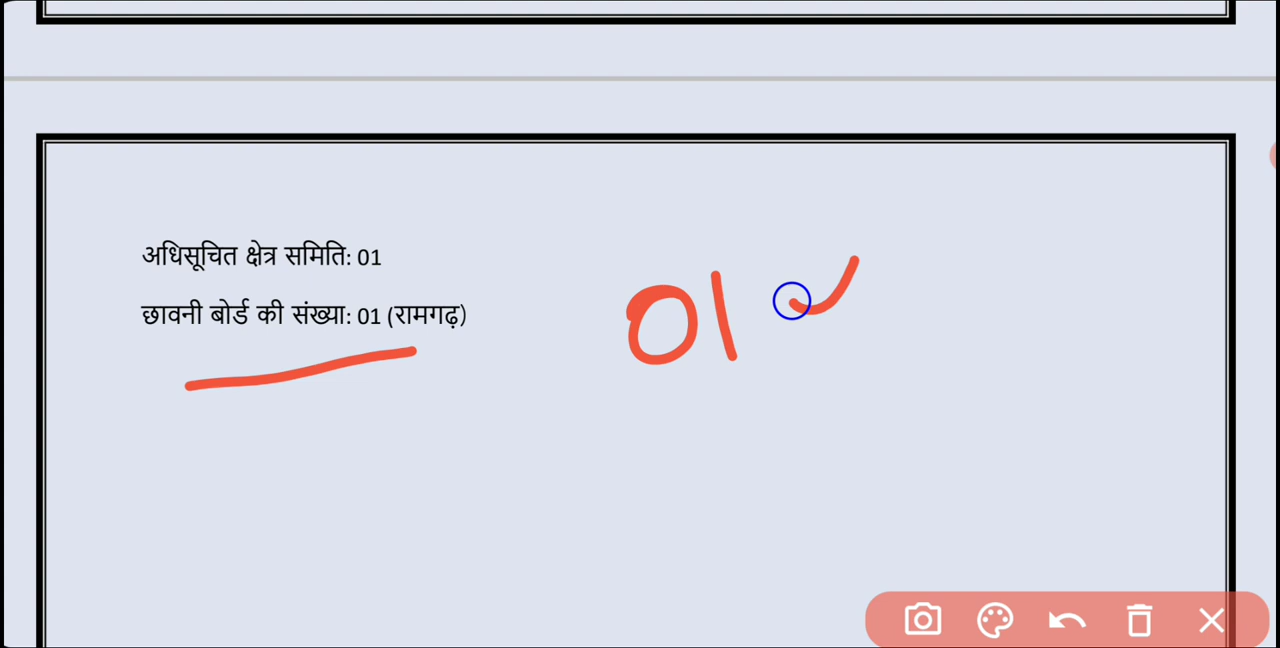 अधिसूचित क्षेत्र समिति: 01
छावनी बोर्ड की संख्या: 01 (रामगढ़)
01